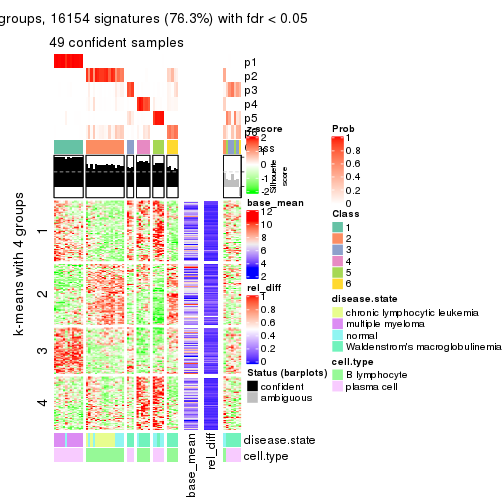 groups, 16154 signatures (76.3%) with fdr < 0.05
49 confident samples
p1
p2
p3
p4
p5
p6
Class
Silhouette
score
k-means with 4 groups
1
2
3
4
z-score
2
1
0
-1
-2
base_mean
12
10
8
6
4
2
rel_diff
1
0.8
0.6
0.4
0.2
0
Status (barplots)
confident
ambiguous
Prob
1
0.8
0.6
0.4
0.2
0
Class
1
2
3
4
5
6
disease.state
chronic lymphocytic leukemia
multiple myeloma
normal
Waldenstrom's macroglobulinemia
cell.type
B lymphocyte
plasma cell
disease.state
cell.type
base_mean
rel_diff